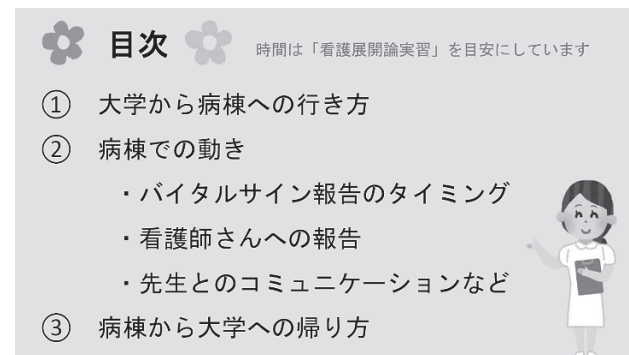 目次 時間は「看護展開論実習」を目安にしています
① 大学から病棟への行き方
② 病棟での動き
・バイタルサイン報告のタイミング
・看護師さんへの報告
・先生とのコミュニケーションなど
③ 病棟から大学への帰り方